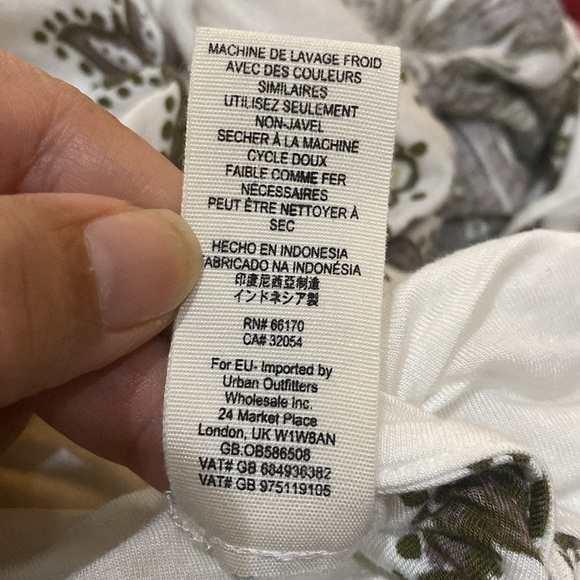 MACHINE DE LAVAGE FROID
AVEC DES COULEURS
SIMILAIRES
UTILISEZ SEULEMENT
NON-JAVEL
SECHER À LA MACHINE
CYCLE DOUX
FAIBLE COMME FER
NÉCESSAIRES
PEUT ÊTRE NETTOYER À
SEC
HECHO EN INDONESIA
FABRICADO NA INDONÉSIA
印度尼西亞制造
インドネシア製
RN# 66170
CA# 32054
For EU- Imported by
Urban Outfitters
Wholesale Inc.
24 Market Place
London, UK W1W8AN
GB:OB586508
VAT# GB 684936382
VAT# GB 975119105